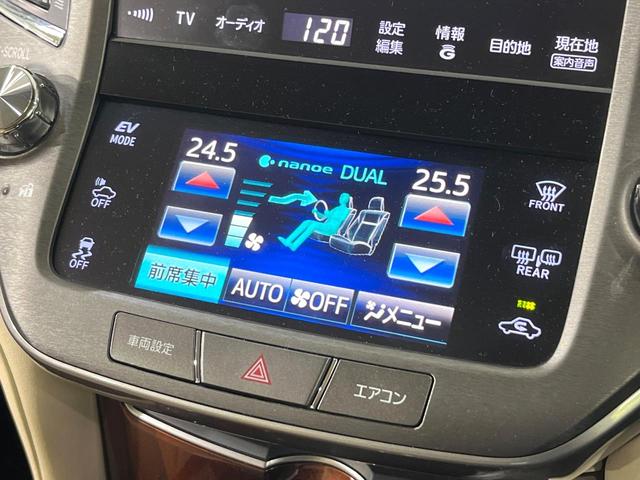 TV
オーディオ
120
設定
編集
情報
G
目的地
現在地
案内音声
EV
MODE
24.5
nanoe DUAL
25.5
OFF
FRONT
OFF
REAR
前席集中
AUTO
OFF
メニュー
車両設定
エアコン